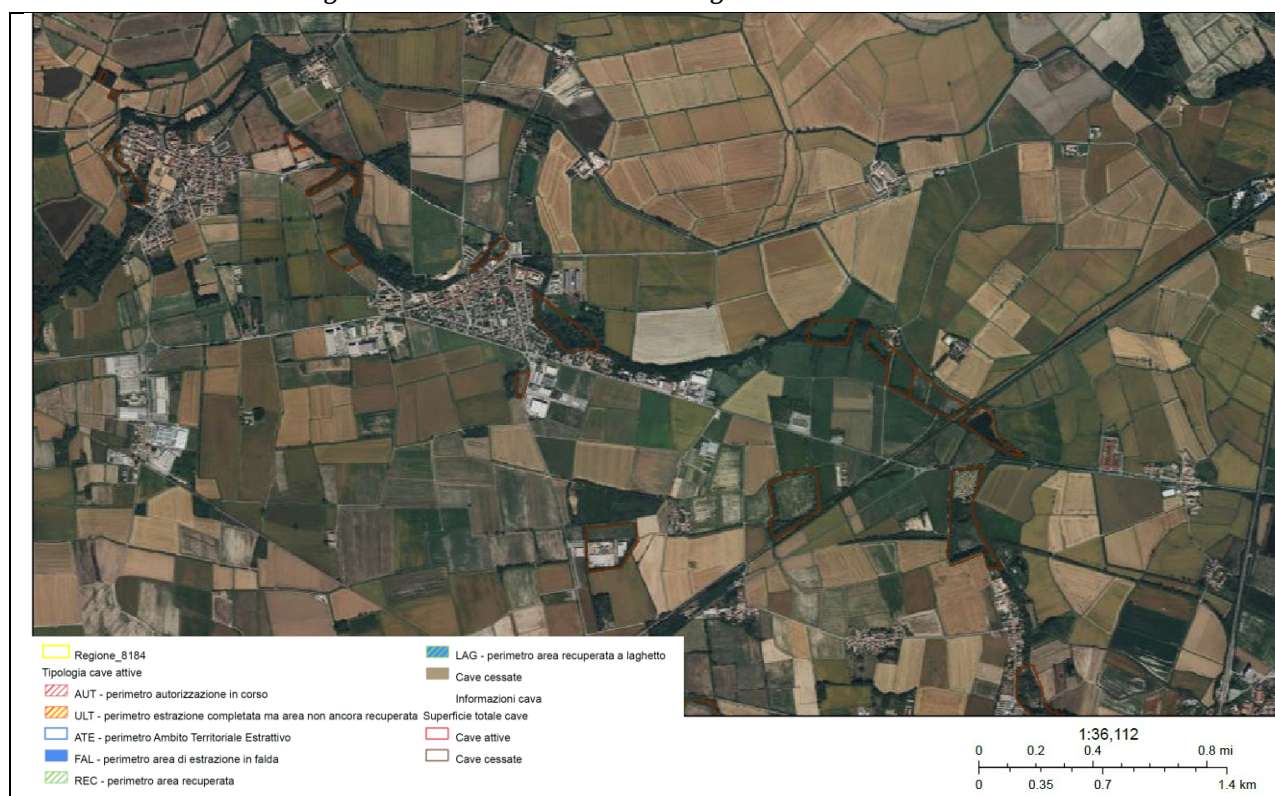 Regione_8184
Tipologia cave attive
AUT - perimetro autorizzazione in corso
ULT - perimetro estrazione completata ma area non ancora recuperata
ATE - perimetro Ambito Territoriale Estrattivo
FAL - perimetro area di estrazione in falda
REC - perimetro area recuperata
LAG - perimetro area recuperata a laghetto
Cave cessate
Informazioni cava
Superficie totale cave
Cave attive
Cave cessate
1:36,112
0 0.2 0.4 0.8 mi
0 0.35 0.7 1.4 km